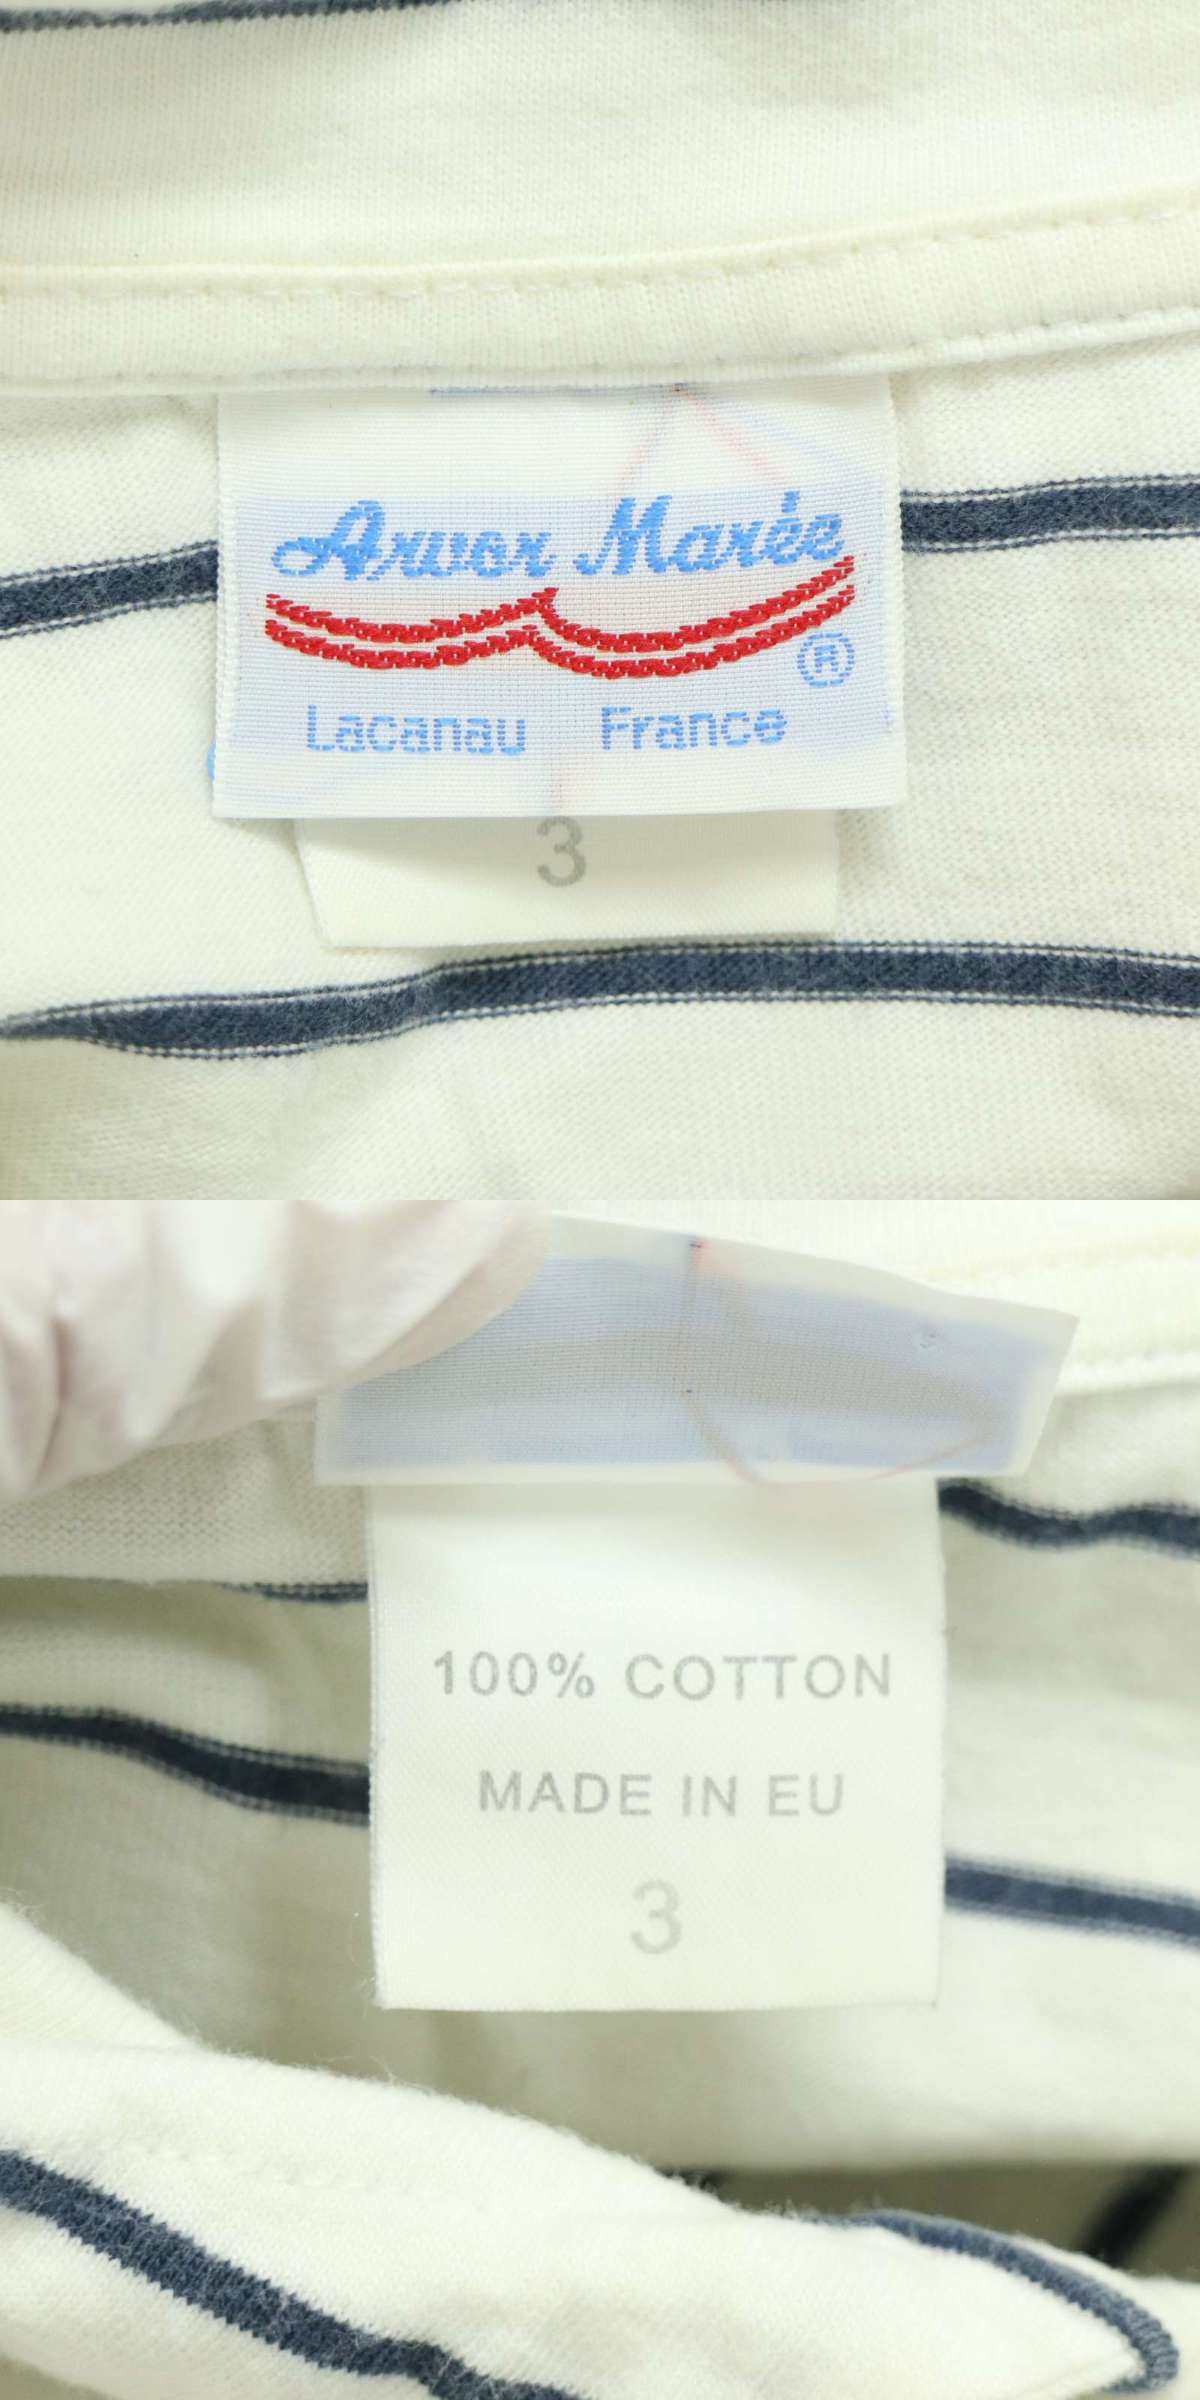 Arvor Marée
®
Lacanau France
3
100% COTTON
MADE IN EU
3